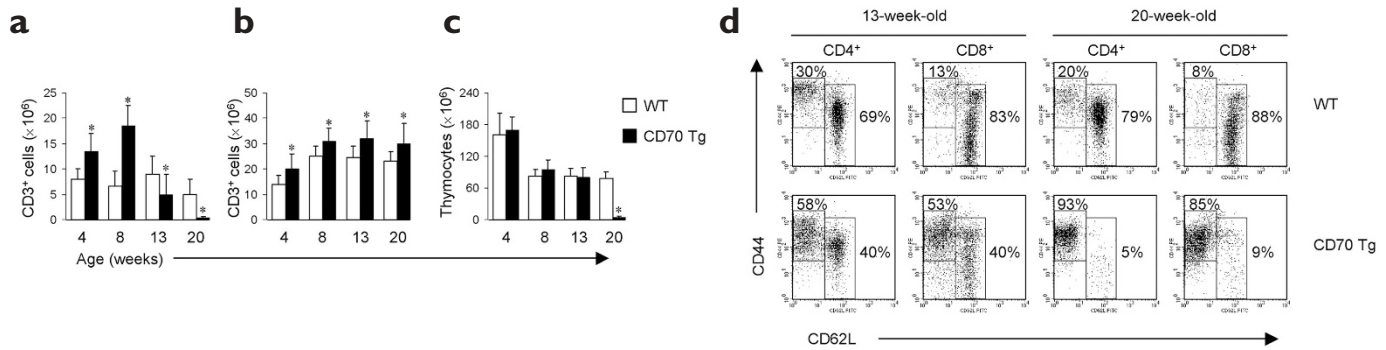 a
CD3⁺ cells (× 10⁶)
25
20
15
10
5
0
*
*
*
*
4 8 13 20
Age (weeks)
b
CD3⁺ cells (× 10⁶)
50
40
30
20
10
0
*
*
*
*
4 8 13 20
c
Thymocytes (× 10⁶)
240
180
120
60
0
*
4 8 13 20
WT
CD70 Tg
d
13-week-old 20-week-old
CD4⁺ CD8⁺ CD4⁺ CD8⁺
30% 13% 20% 8%
69% 83% 79% 88%
WT
58% 53% 93% 85%
40% 40% 5% 9%
CD70 Tg
CD44
CD62L FITC
CD62L